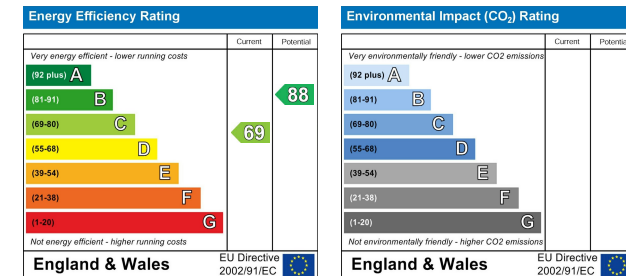 Energy Efficiency Rating
Current Potential
Very energy efficient - lower running costs
(92 plus) A
(81-91) B
88
(69-80) C
69
(55-68) D
(39-54) E
(21-38) F
(1-20) G
Not energy efficient - higher running costs
England & Wales
EU Directive
2002/91/EC
Environmental Impact (CO₂) Rating
Current Potential
Very environmentally friendly - lower CO2 emissions
(92 plus) A
(81-91) B
(69-80) C
(55-68) D
(39-54) E
(21-38) F
(1-20) G
Not environmentally friendly - higher CO2 emissions
England & Wales
EU Directive
2002/91/EC